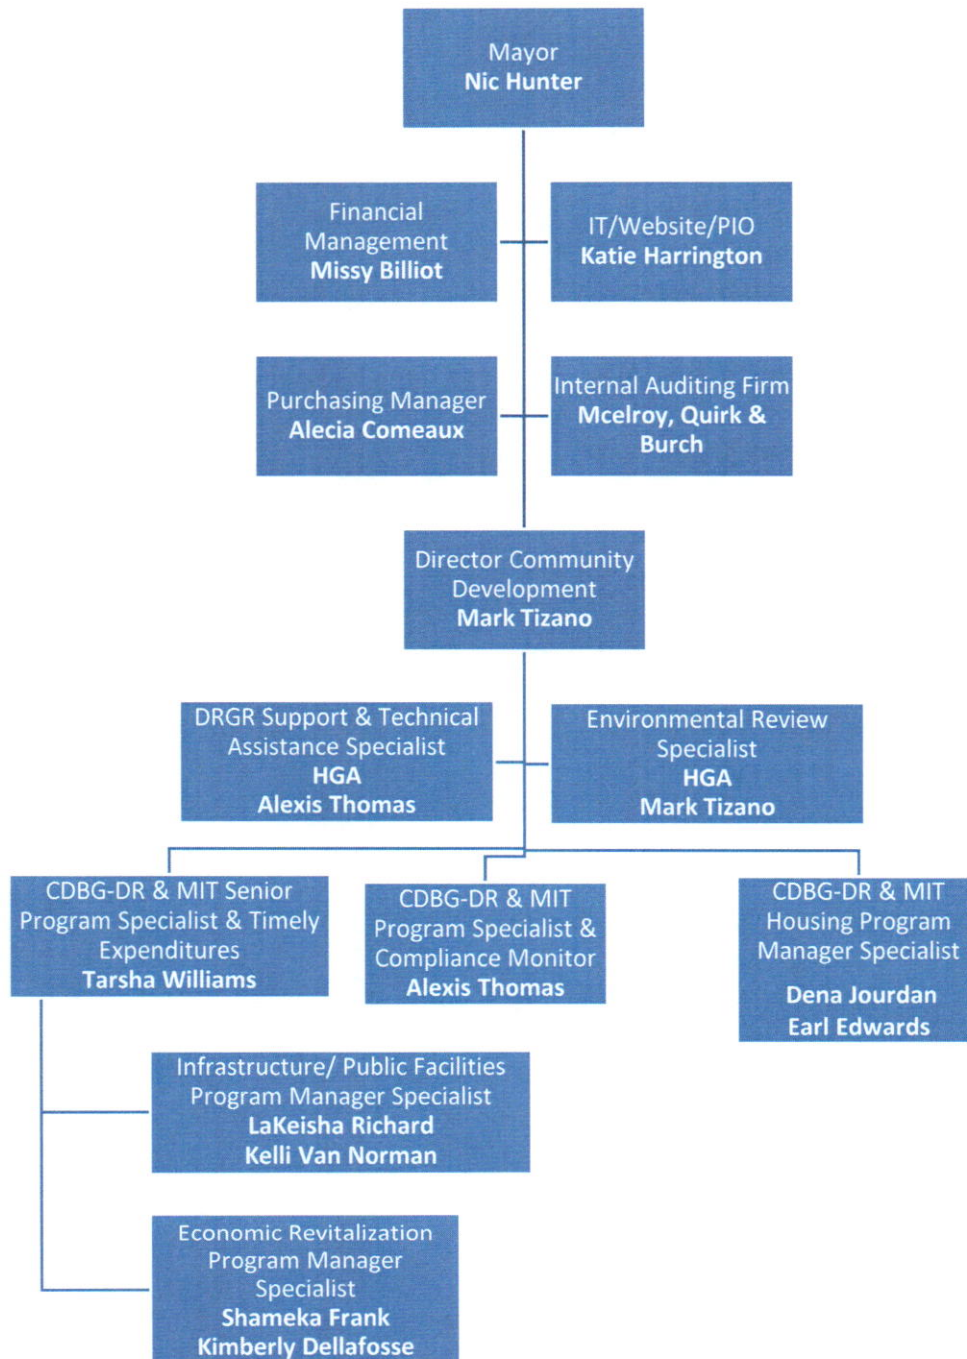 Mayor
Nic Hunter
Financial
Management
Missy Billiot
IT/Website/PIO
Katie Harrington
Purchasing Manager
Alecia Comeaux
Internal Auditing Firm
Mcelroy, Quirk &
Burch
Director Community
Development
Mark Tizano
DRGR Support & Technical
Assistance Specialist
HGA
Alexis Thomas
Environmental Review
Specialist
HGA
Mark Tizano
CDBG-DR & MIT Senior
Program Specialist & Timely
Expenditures
Tarsha Williams
CDBG-DR & MIT
Program Specialist &
Compliance Monitor
Alexis Thomas
CDBG-DR & MIT
Housing Program
Manager Specialist
Dena Jourdan
Earl Edwards
Infrastructure/ Public Facilities
Program Manager Specialist
LaKeisha Richard
Kelli Van Norman
Economic Revitalization
Program Manager
Specialist
Shameka Frank
Kimberly Dellafosse